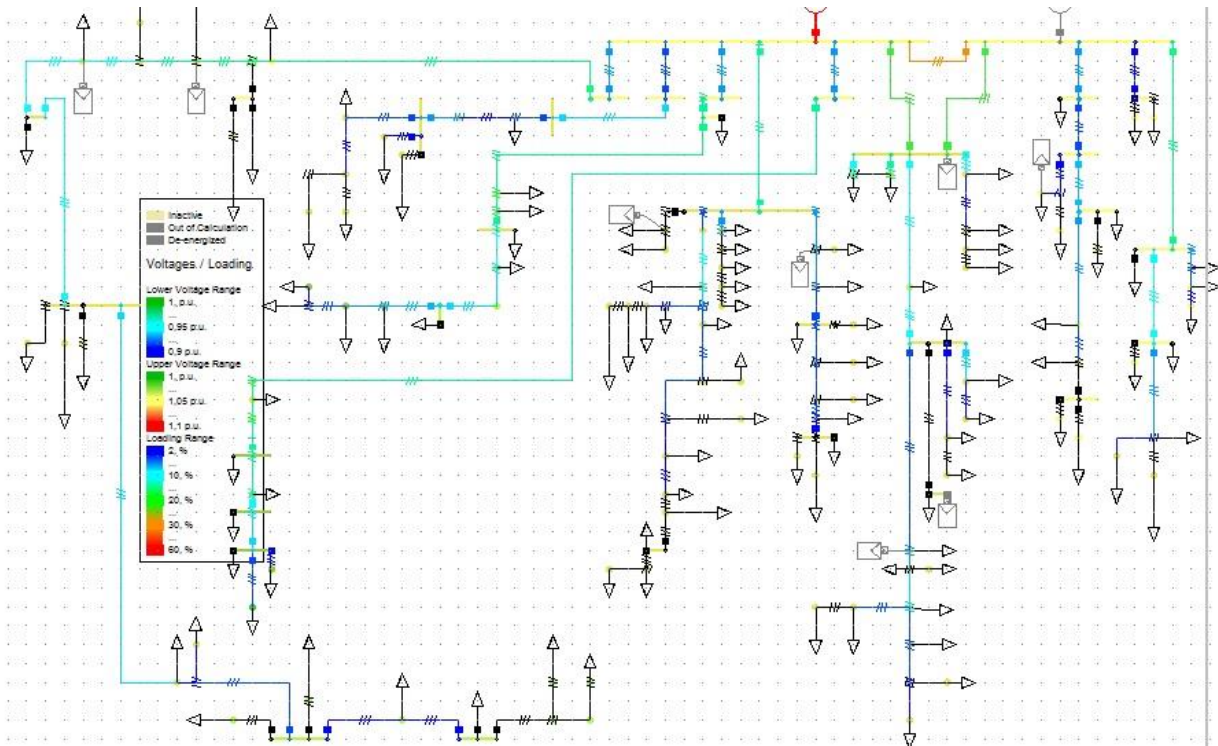 Inactive
Out of Calculation
De-energized
Voltages / Loading
Lower Voltage Range
1, p.u.
...
0,95 p.u.
...
0,9 p.u.
Upper Voltage Range
1, p.u.
...
1,05 p.u.
...
1,1 p.u.
Loading Range
2, %
...
10, %
...
20, %
...
30, %
...
60, %